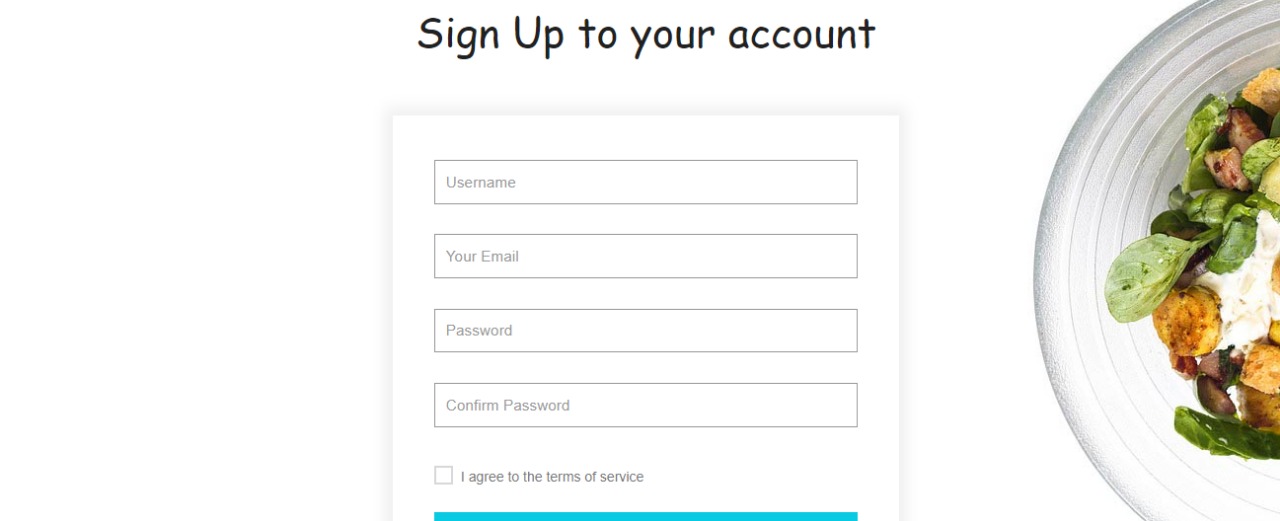 Sign Up to your account
Username
Your Email
Password
Confirm Password
I agree to the terms of service